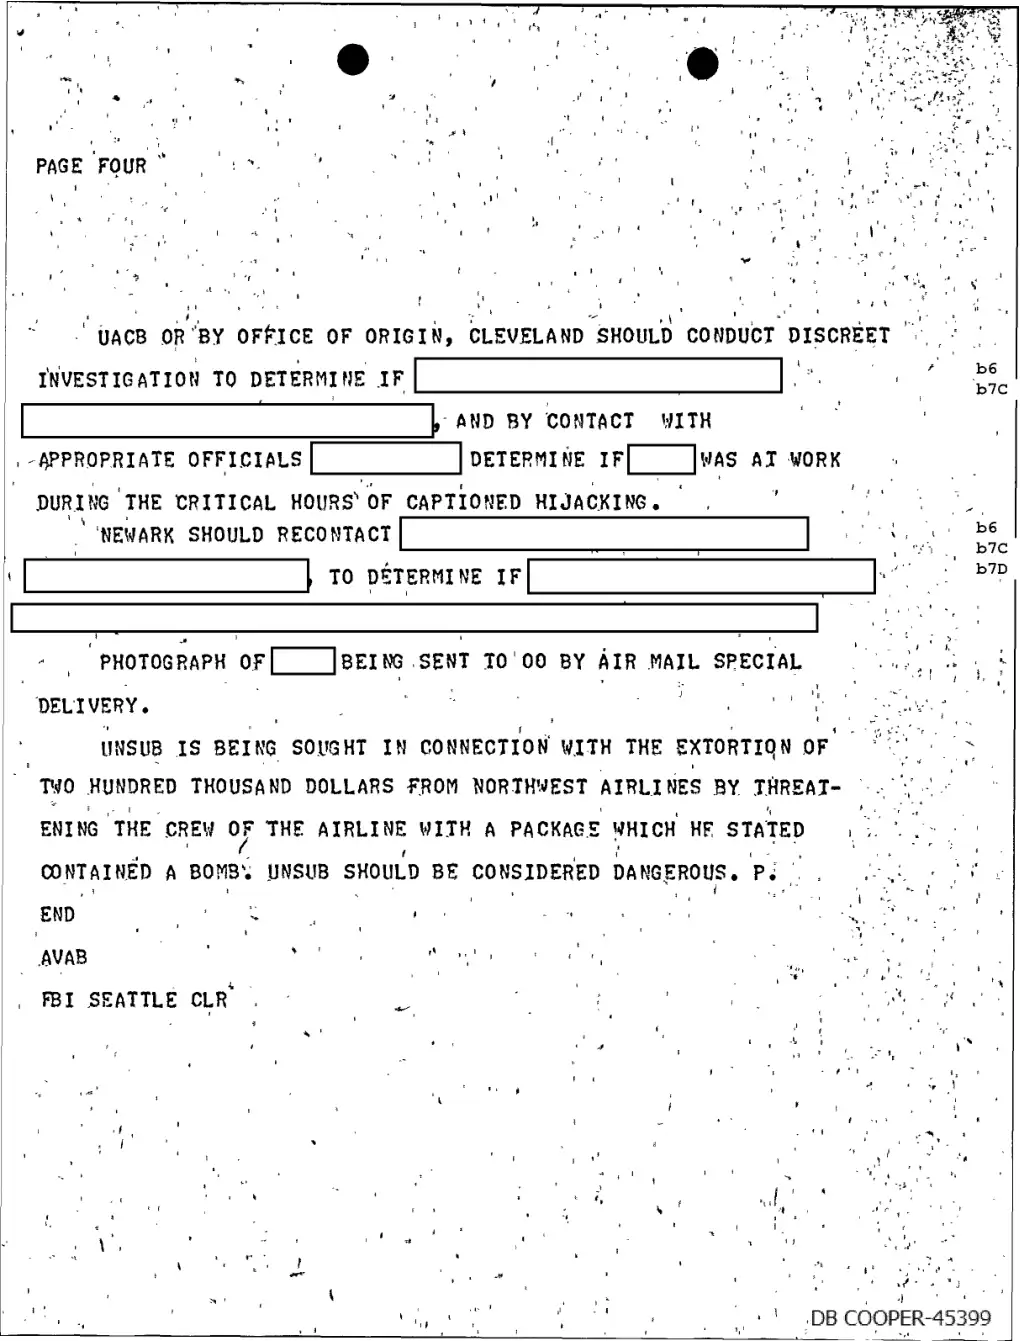 PAGE FOUR
UACB OR BY OFFICE OF ORIGIN, CLEVELAND SHOULD CONDUCT DISCREET
INVESTIGATION TO DETERMINE IF
b6
b7C
, AND BY CONTACT WITH
APPROPRIATE OFFICIALS DETERMINE IF WAS AT WORK
DURING THE CRITICAL HOURS OF CAPTIONED HIJACKING.
NEWARK SHOULD RECONTACT
b6
b7C
b7D
, TO DETERMINE IF
PHOTOGRAPH OF BEING SENT TO OO BY AIR MAIL SPECIAL
DELIVERY.
UNSUB IS BEING SOUGHT IN CONNECTION WITH THE EXTORTION OF
TWO HUNDRED THOUSAND DOLLARS FROM NORTHWEST AIRLINES BY THREAT-
ENING THE CREW OF THE AIRLINE WITH A PACKAGE WHICH HE STATED
CONTAINED A BOMB. UNSUB SHOULD BE CONSIDERED DANGEROUS. P.
END
AVAB
FBI SEATTLE CLR
DB COOPER-45399